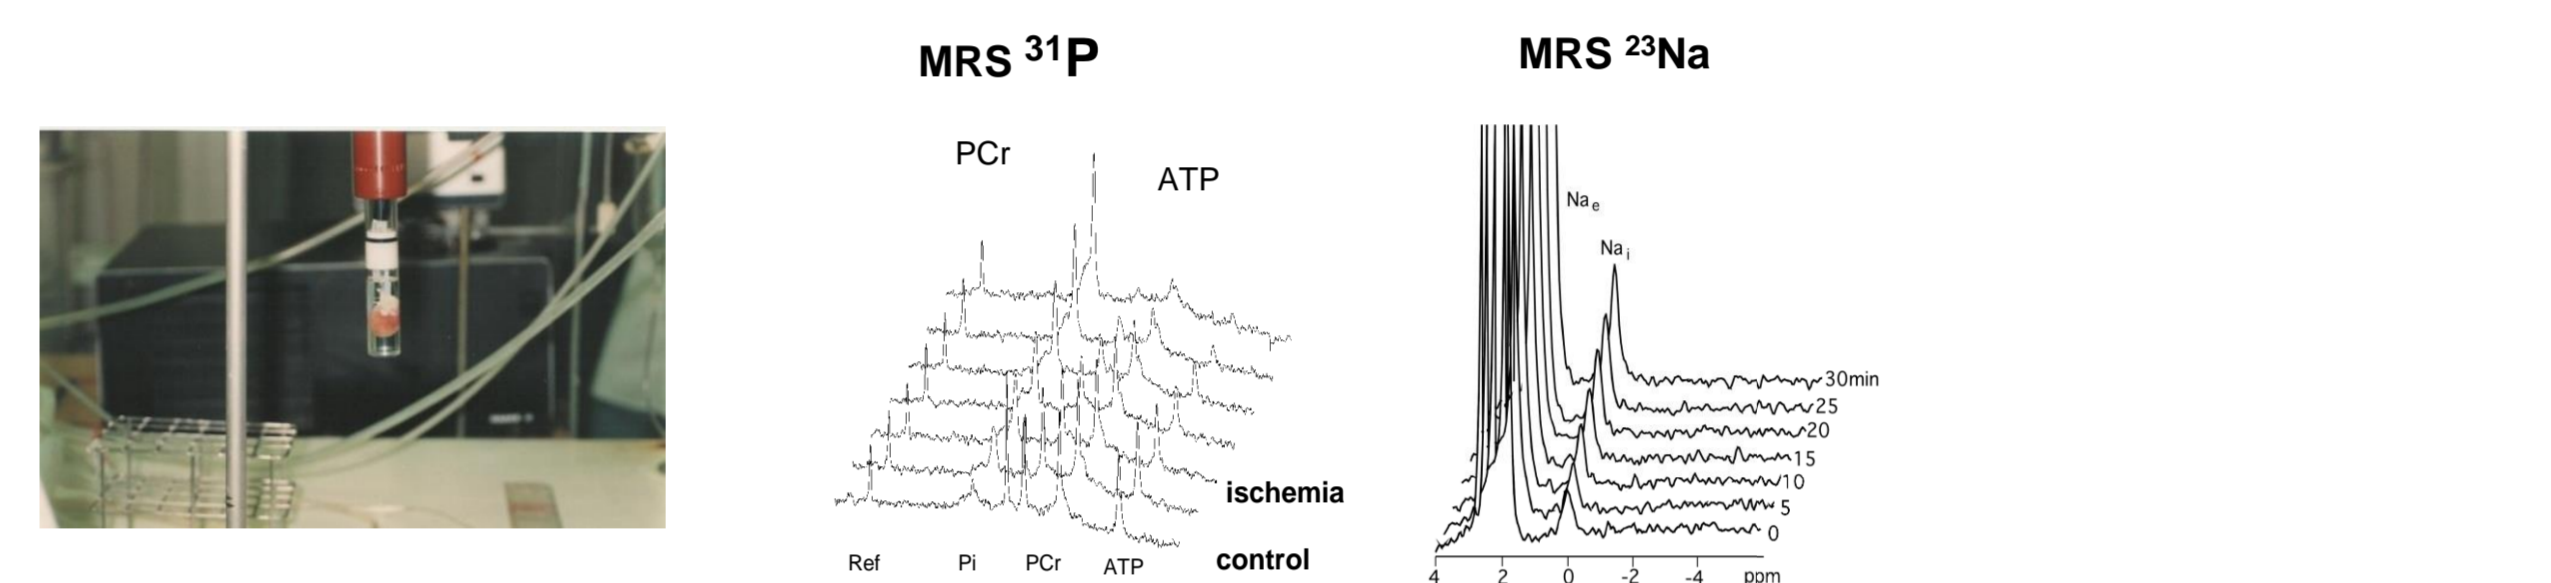 MRS ³¹P
PCr
ATP
ischemia
control
Ref Pi PCr ATP
MRS ²³Na
Na e
Na i
30min
25
20
15
10
5
0
4 2 0 -2 -4 ppm